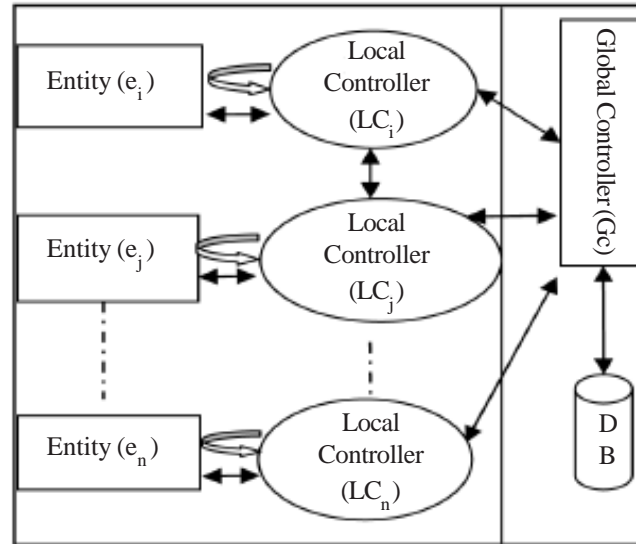 Entity (e_i)
Local
Controller
(LC_i)
Global Controller (Gc)
Entity (e_j)
Local
Controller
(LC_j)
Entity (e_n)
Local
Controller
(LC_n)
D
B